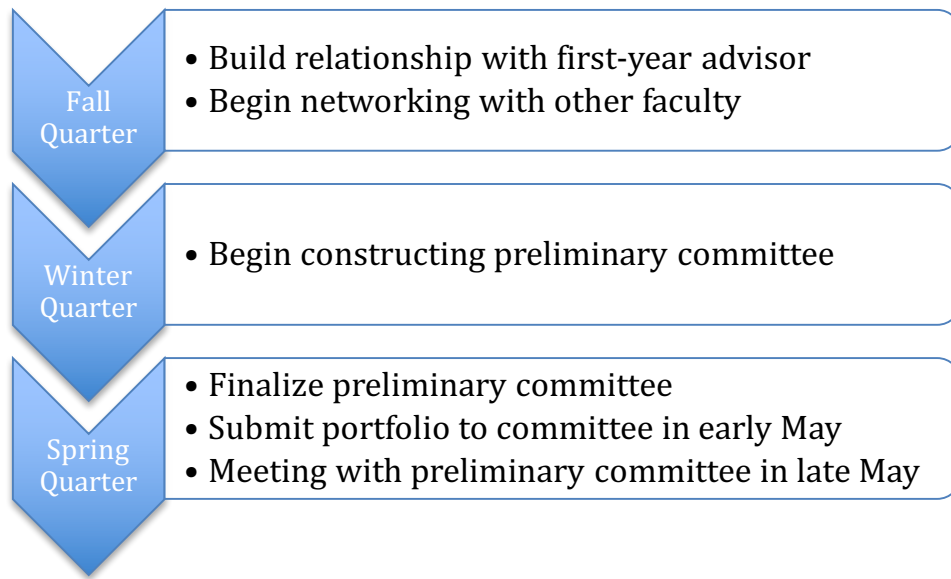 Fall
Quarter
• Build relationship with first-year advisor
• Begin networking with other faculty
Winter
Quarter
• Begin constructing preliminary committee
Spring
Quarter
• Finalize preliminary committee
• Submit portfolio to committee in early May
• Meeting with preliminary committee in late May